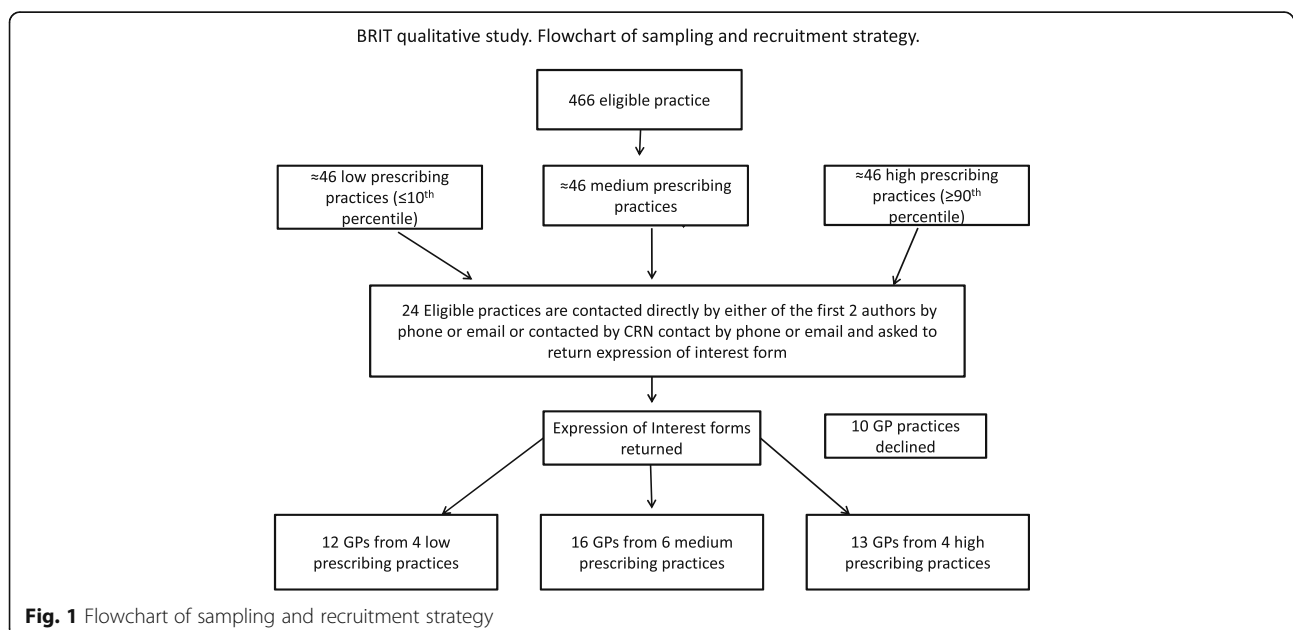 BRIT qualitative study. Flowchart of sampling and recruitment strategy.
466 eligible practice
≈46 low prescribing
practices (≤10th
percentile)
≈46 medium prescribing
practices
≈46 high prescribing
practices (≥90th
percentile)
24 Eligible practices are contacted directly by either of the first 2 authors by
phone or email or contacted by CRN contact by phone or email and asked to
return expression of interest form
Expression of Interest forms
returned
10 GP practices
declined
12 GPs from 4 low
prescribing practices
16 GPs from 6 medium
prescribing practices
13 GPs from 4 high
prescribing practices
Fig. 1 Flowchart of sampling and recruitment strategy